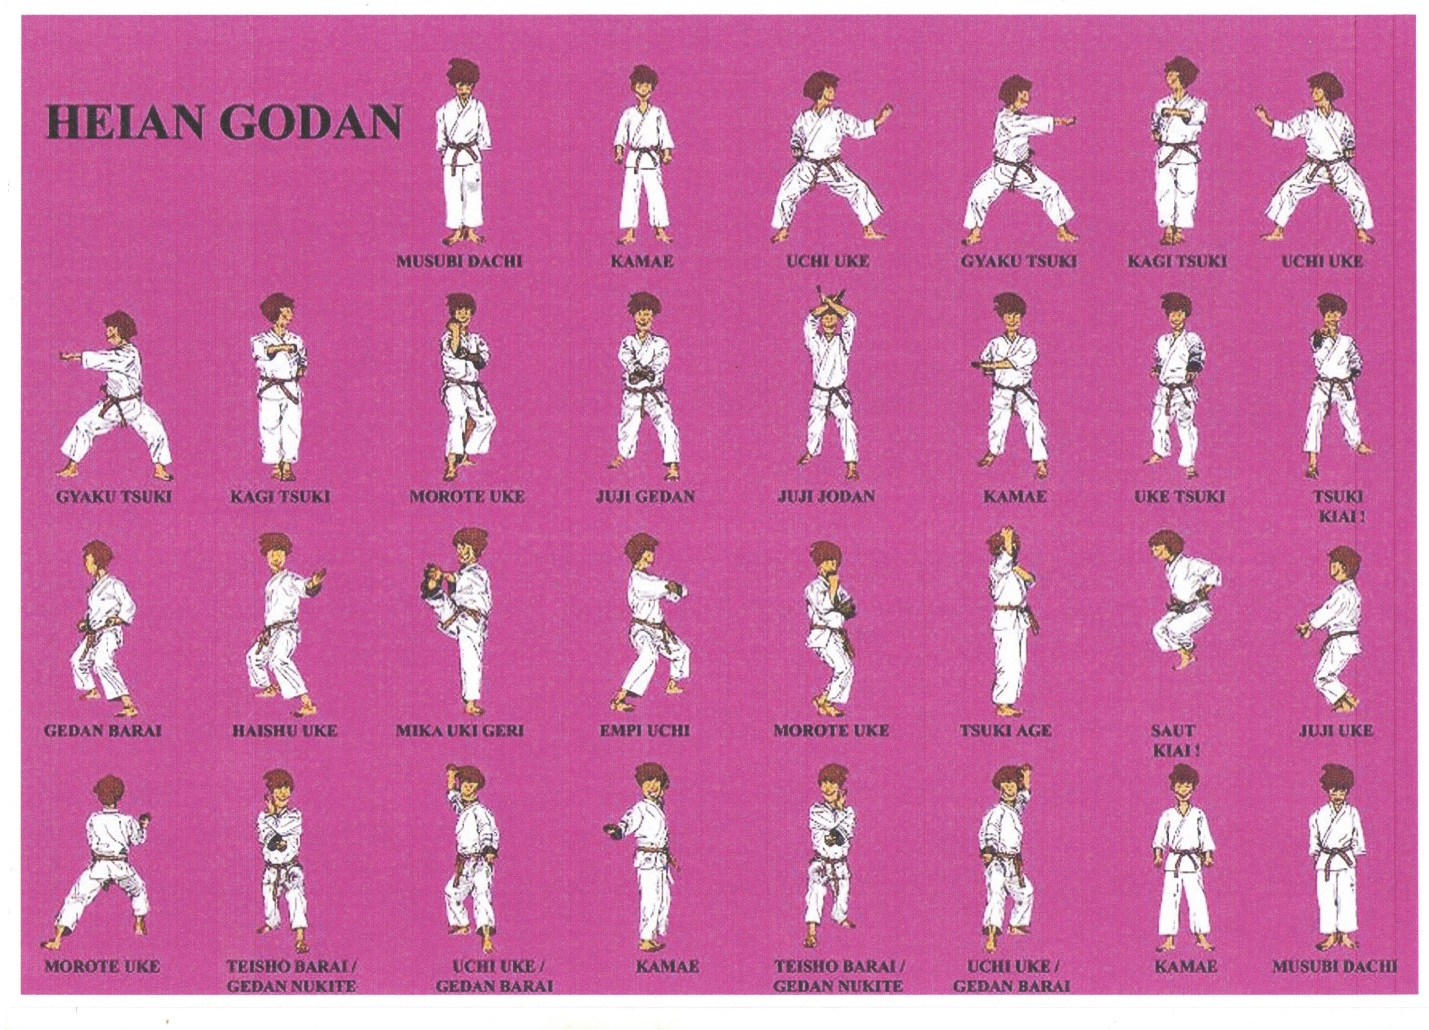 HEIAN GODAN
MUSUBI DACHI
KAMAE
UCHI UKE
GYAKU TSUKI
KAGI TSUKI
UCHI UKE
GYAKU TSUKI
KAGI TSUKI
MOROTE UKE
JUJI GEDAN
JUJI JODAN
KAMAE
UKE TSUKI
TSUKI
KIAI !
GEDAN BARAI
HAISHU UKE
MIKA UKI GERI
EMPI UCHI
MOROTE UKE
TSUKI AGE
SAUT
KIAI !
JUJI UKE
MOROTE UKE
TEISHO BARAI /
GEDAN NUKITE
UCHI UKE /
GEDAN BARAI
KAMAE
TEISHO BARAI /
GEDAN NUKITE
UCHI UKE /
GEDAN BARAI
KAMAE
MUSUBI DACHI